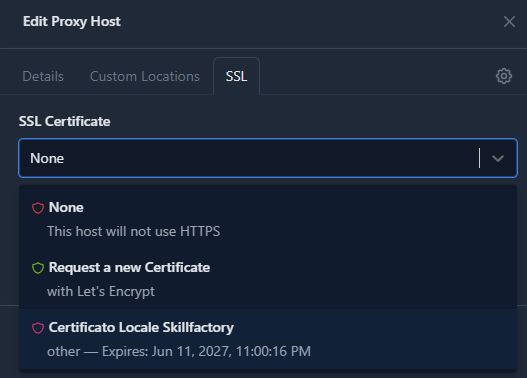 Edit Proxy Host
Details
Custom Locations
SSL
SSL Certificate
None
None
This host will not use HTTPS
Request a new Certificate
with Let's Encrypt
Certificato Locale Skillfactory
other — Expires: Jun 11, 2027, 11:00:16 PM